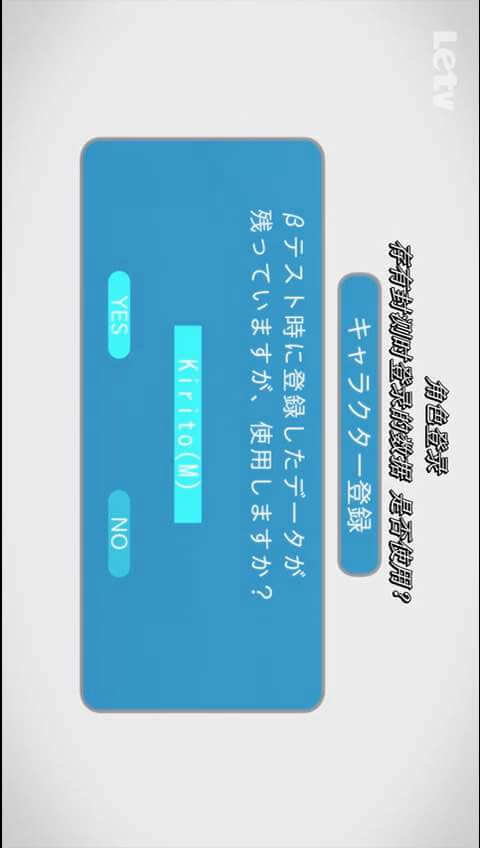 Letv
角色登录
存有封测时登录的数据 是否使用?
キャラクター登録
βテスト時に登録したデータが
残っていますが、使用しますか?
Kirito(M)
YES
NO